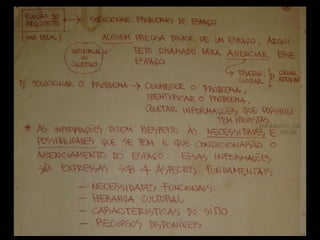 FUNÇÃO DO ARQUITETO → SOLUCIONAR PROBLEMAS DE ESPAÇO
(UMA DELAS)
ALGUÉM PRECISA DISPOR DE UM ESPAÇO, ARQUI-
INDIVIDUAL OU COLETIVO
TETO CHAMADO PARA AGENCIAR ESSE
ESPAÇO
TRATAR, CUIDAR
CRIAR ADEQUAR
P/ SOLUCIONAR O PROBLEMA → CONHECER O PROBLEMA,
IDENTIFICAR O PROBLEMA,
COLETAR INFORMAÇÕES QUE POSSIBILI-
TEM PROPOSTAS
* AS INFORMAÇÕES DIZEM RESPEITO ÀS NECESSIDADES E
POSSIBILIDADES QUE SE TEM E QUE CONDICIONARÃO O
AGENCIAMENTO DO ESPAÇO. ESSAS INFORMAÇÕES
SÃO EXPRESSAS SOB 4 ASPECTOS FUNDAMENTAIS
- NECESSIDADES FUNCIONAIS.
- HERANÇA CULTURAL
- CARACTERÍSTICAS DO SÍTIO
- RECURSOS DISPONÍVEIS